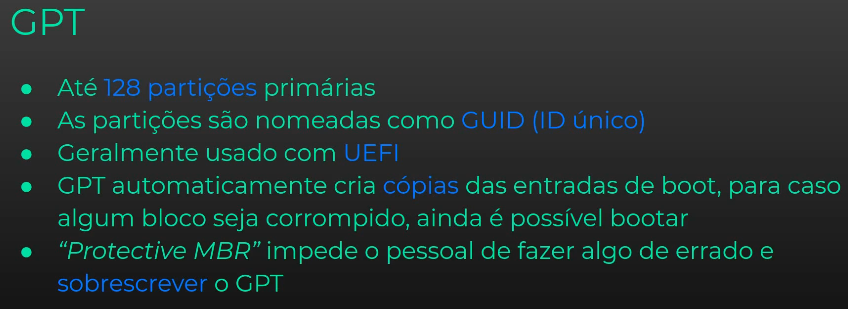 GPT
● Até 128 partições primárias
● As partições são nomeadas como GUID (ID único)
● Geralmente usado com UEFI
● GPT automaticamente cria cópias das entradas de boot, para caso
algum bloco seja corrompido, ainda é possível bootar
● “Protective MBR” impede o pessoal de fazer algo de errado e
sobrescrever o GPT